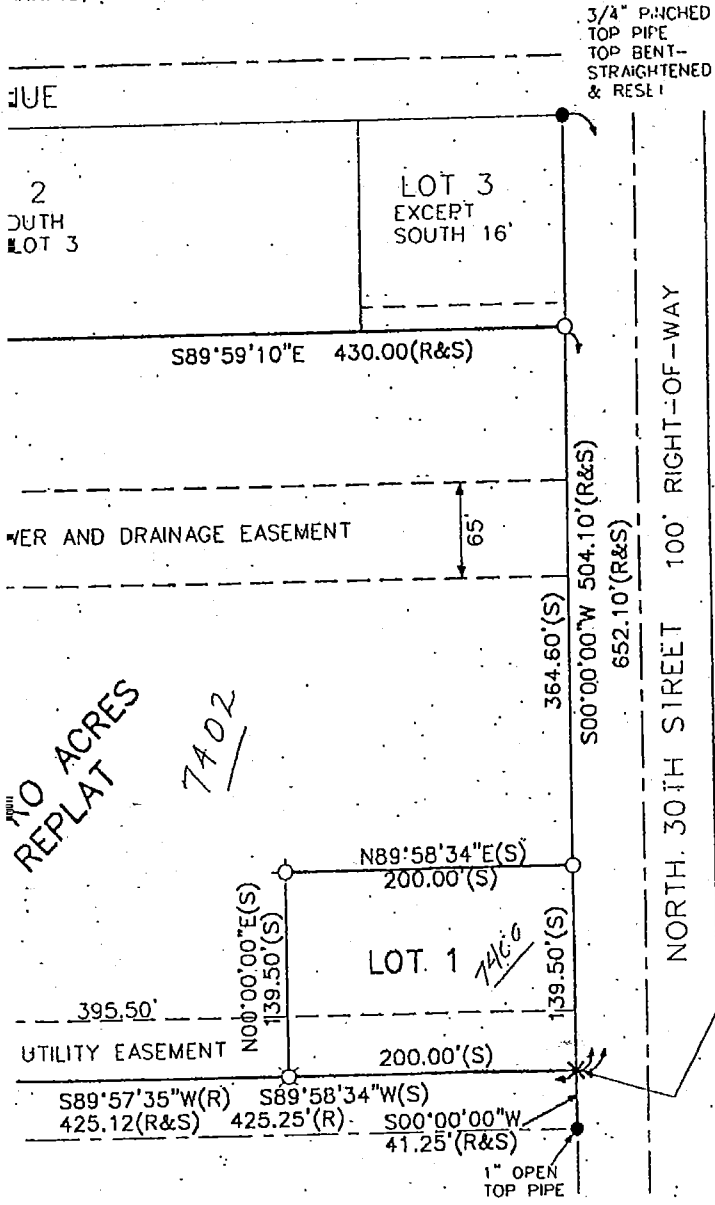 3/4" PINCHED
TOP PIPE
TOP BENT-
STRAIGHTENED
& RESET
2
LOT 3
LOT 3
EXCEPT
SOUTH 16'
S89°59'10"E 430.00(R&S)
AND DRAINAGE EASEMENT
65'
364.60'(S)
S00°00'00"W 504.10'(R&S)
652.10'(R&S)
NORTH 30TH STREET 100' RIGHT-OF-WAY
ACRES
REPLAT
7402
N89°58'34"E(S)
200.00'(S)
N00°00'00"E(S)
139.50'(S)
LOT 1
7400
139.50'(S)
395.50'
UTILITY EASEMENT
200.00'(S)
S89°57'35"W(R) S89°58'34"W(S)
425.12(R&S) 425.25'(R)
S00°00'00"W
41.25'(R&S)
1" OPEN
TOP PIPE